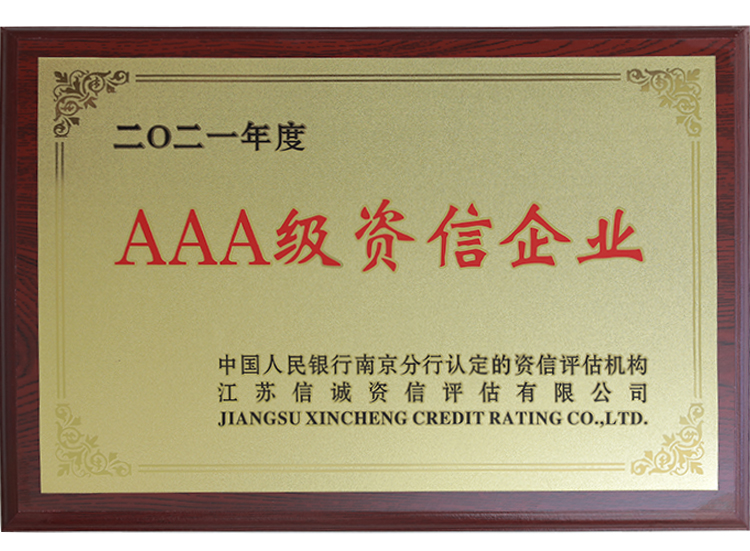 二〇二一年度
AAA级资信企业
中国人民银行南京分行认定的资信评估机构
江苏信诚资信评估有限公司
JIANGSU XINCHENG CREDIT RATING CO.,LTD.